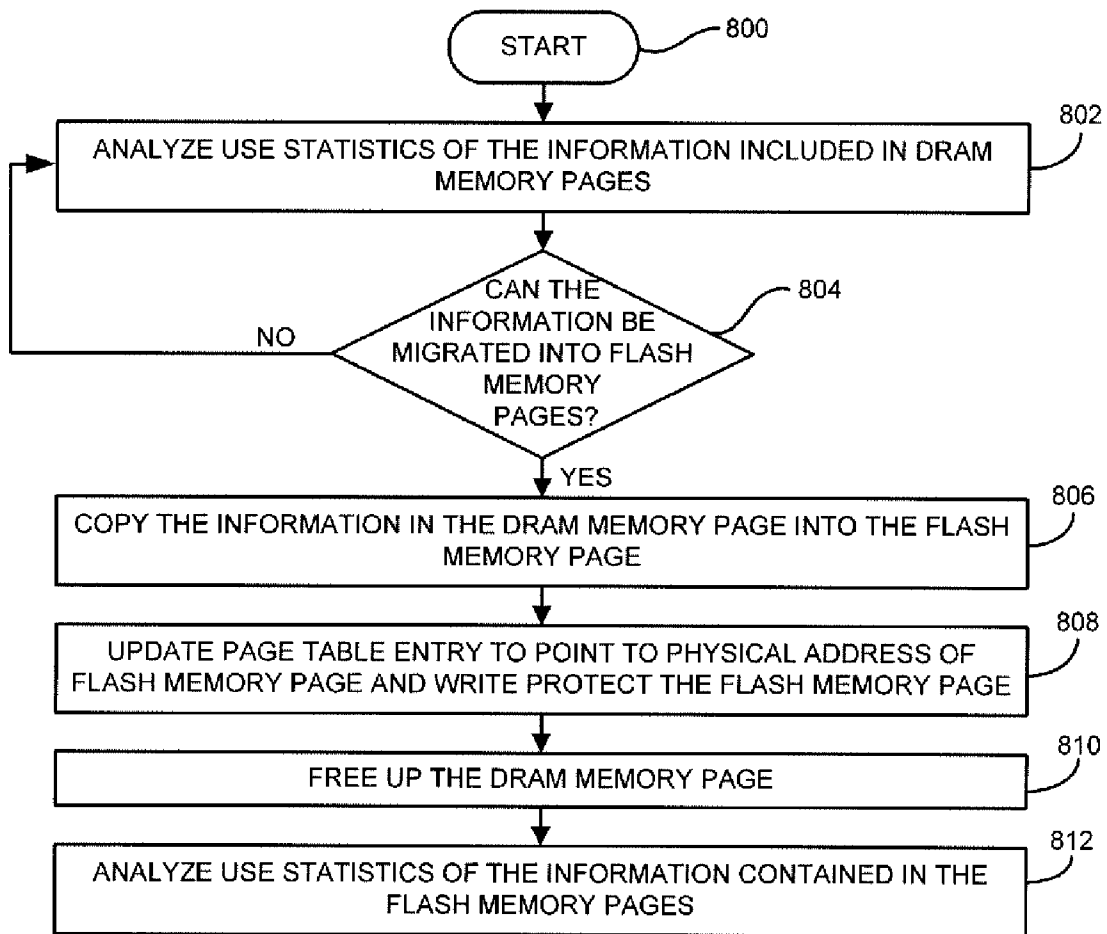 START
800
802
ANALYZE USE STATISTICS OF THE INFORMATION INCLUDED IN DRAM
MEMORY PAGES
804
CAN THE
INFORMATION BE
MIGRATED INTO FLASH
MEMORY
PAGES?
NO
YES
806
COPY THE INFORMATION IN THE DRAM MEMORY PAGE INTO THE FLASH
MEMORY PAGE
808
UPDATE PAGE TABLE ENTRY TO POINT TO PHYSICAL ADDRESS OF
FLASH MEMORY PAGE AND WRITE PROTECT THE FLASH MEMORY PAGE
810
FREE UP THE DRAM MEMORY PAGE
812
ANALYZE USE STATISTICS OF THE INFORMATION CONTAINED IN THE
FLASH MEMORY PAGES